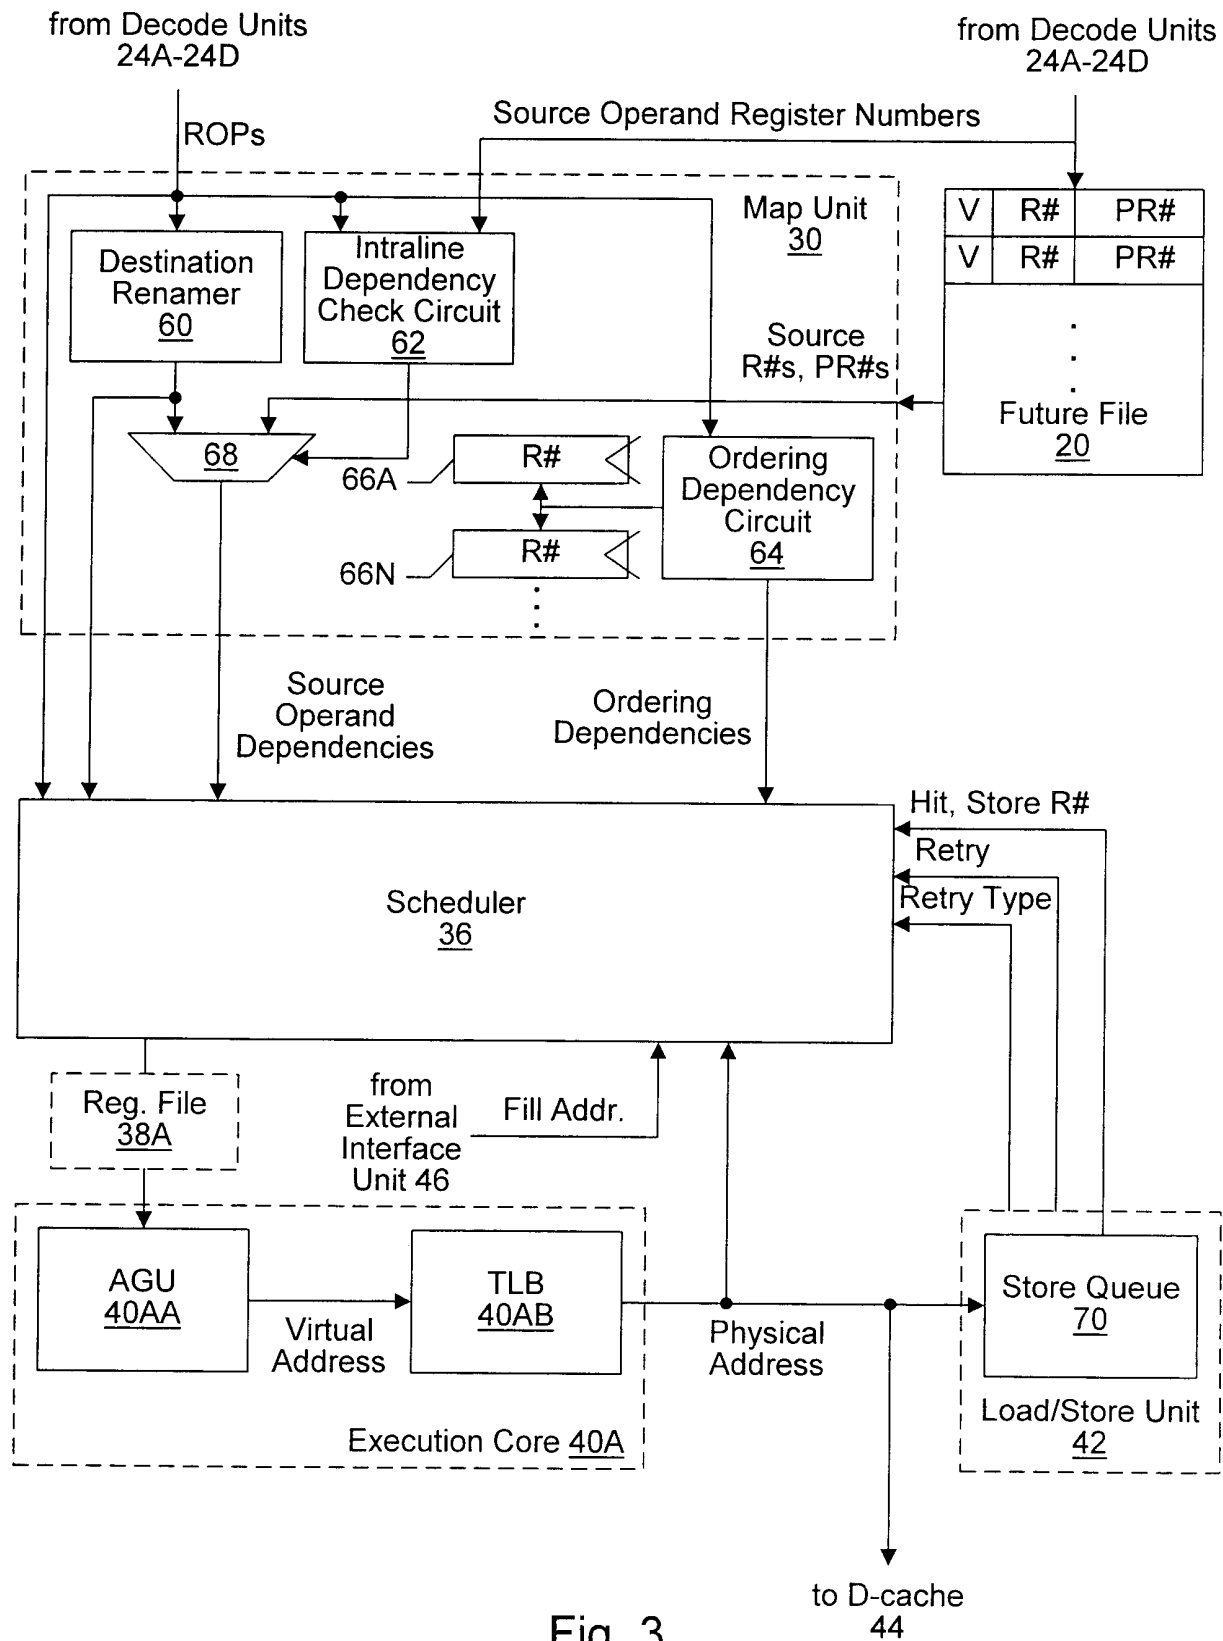 from Decode Units
24A-24D
from Decode Units
24A-24D
Source Operand Register Numbers
ROPs
Map Unit
30
V R# PR#
V R# PR#
Destination
Renamer
60
Intraline
Dependency
Check Circuit
62
Source
R#s, PR#s
Future File
20
68
66A
R#
66N
R#
Ordering
Dependency
Circuit
64
Source
Operand
Dependencies
Ordering
Dependencies
Hit, Store R#
Retry
Retry Type
Scheduler
36
Reg. File
38A
from
External
Interface
Unit 46
Fill Addr.
AGU
40AA
Virtual
Address
TLB
40AB
Physical
Address
Store Queue
70
Load/Store Unit
42
Execution Core 40A
to D-cache
44
Fig. 3